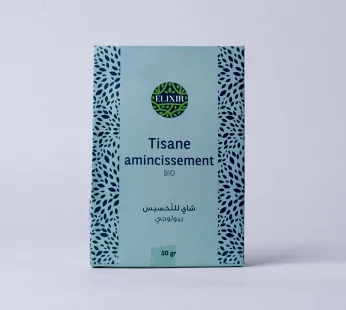 ELIXIR
Tisane
amincissement
BIO
شاي للتخسيس
بيولوجي
50 gr